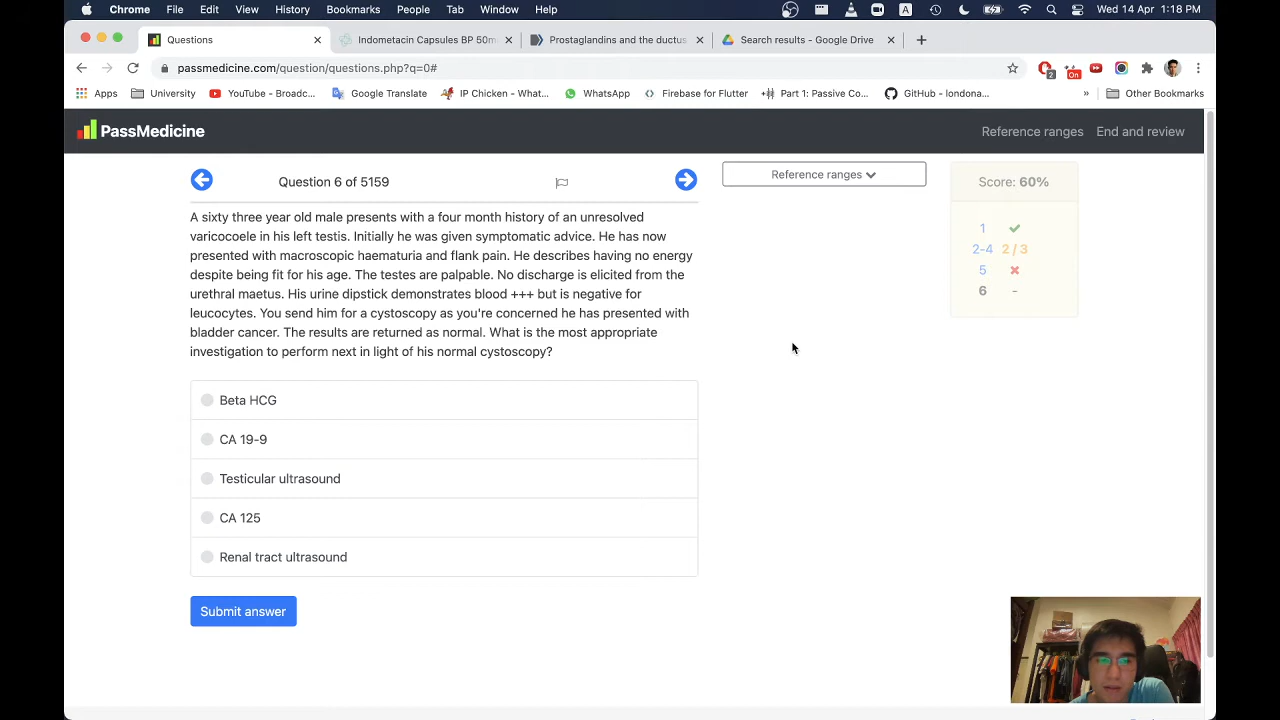 Chrome File Edit View History Bookmarks People Tab Window Help A Wed 14 Apr 1:18 PM
Questions Indometacin Capsules BP 50m Prostaglandins and the ductus Search results - Google Drive
passmedicine.com/question/questions.php?q=0# 2 On
Apps University YouTube - Broadc... Google Translate IP Chicken - What... WhatsApp Firebase for Flutter Part 1: Passive Co... GitHub - londona... » Other Bookmarks
PassMedicine Reference ranges End and review
Question 6 of 5159
Reference ranges
Score: 60%
A sixty three year old male presents with a four month history of an unresolved
varicocoele in his left testis. Initially he was given symptomatic advice. He has now
presented with macroscopic haematuria and flank pain. He describes having no energy
despite being fit for his age. The testes are palpable. No discharge is elicited from the
urethral maetus. His urine dipstick demonstrates blood +++ but is negative for
leucocytes. You send him for a cystoscopy as you're concerned he has presented with
bladder cancer. The results are returned as normal. What is the most appropriate
investigation to perform next in light of his normal cystoscopy?
1
2-4 2 / 3
5
6 -
Beta HCG
CA 19-9
Testicular ultrasound
CA 125
Renal tract ultrasound
Submit answer